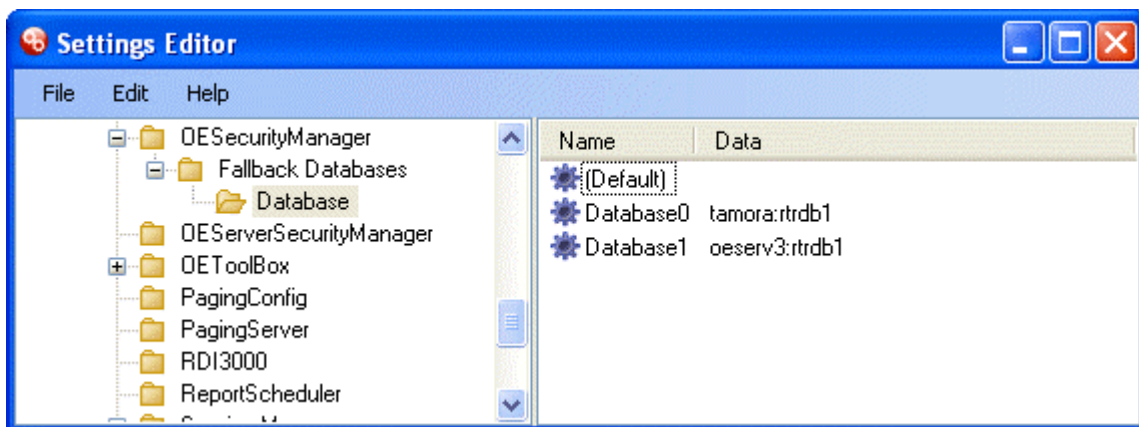 Settings Editor
File Edit Help
OESecurityManager
Fallback Databases
Database
OEServerSecurityManager
OEToolBox
PagingConfig
PagingServer
RDI3000
ReportScheduler
Name Data
(Default)
Database0 tamora:rtrdb1
Database1 oeserv3:rtrdb1